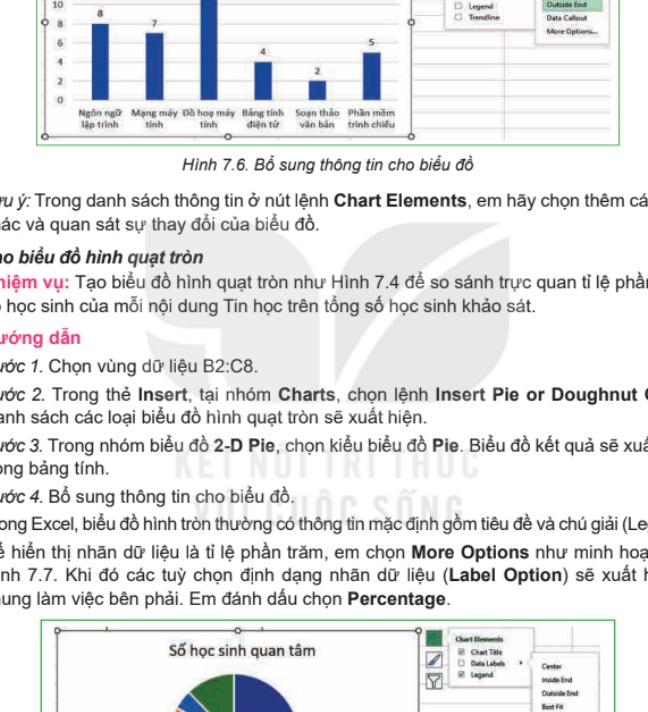 10
8
6
4
2
0
8
7
4
2
5
Ngôn ngữ lập trình
Mạng máy tính
Đồ hoạ máy tính
Bảng tính điện tử
Soạn thảo văn bản
Phần mềm trình chiếu
Legend
Trendline
Outside End
Data Callout
More Options...
Hình 7.6. Bổ sung thông tin cho biểu đồ
ưu ý: Trong danh sách thông tin ở nút lệnh Chart Elements, em hãy chọn thêm cá
ác và quan sát sự thay đổi của biểu đồ.
ạo biểu đồ hình quạt tròn
hiệm vụ: Tạo biểu đồ hình quạt tròn như Hình 7.4 để so sánh trực quan tỉ lệ phần
học sinh của mỗi nội dung Tin học trên tổng số học sinh khảo sát.
ướng dẫn
ước 1. Chọn vùng dữ liệu B2:C8.
ước 2. Trong thẻ Insert, tại nhóm Charts, chọn lệnh Insert Pie or Doughnut C
anh sách các loại biểu đồ hình quạt tròn sẽ xuất hiện.
ước 3. Trong nhóm biểu đồ 2-D Pie, chọn kiểu biểu đồ Pie. Biểu đồ kết quả sẽ xuấ
ong bảng tính.
KẾT NỐI TRI THỨC
ước 4. Bổ sung thông tin cho biểu đồ.
VỚI CUỘC SỐNG
ong Excel, biểu đồ hình tròn thường có thông tin mặc định gồm tiêu đề và chú giải (Leg
ể hiển thị nhãn dữ liệu là tỉ lệ phần trăm, em chọn More Options như minh hoạ
nh 7.7. Khi đó các tuỳ chọn định dạng nhãn dữ liệu (Label Option) sẽ xuất h
hung làm việc bên phải. Em đánh dấu chọn Percentage.
Số học sinh quan tâm
Chart Elements
Chart Title
Data Labels
Legend
Center
Inside End
Outside End
Best Fit